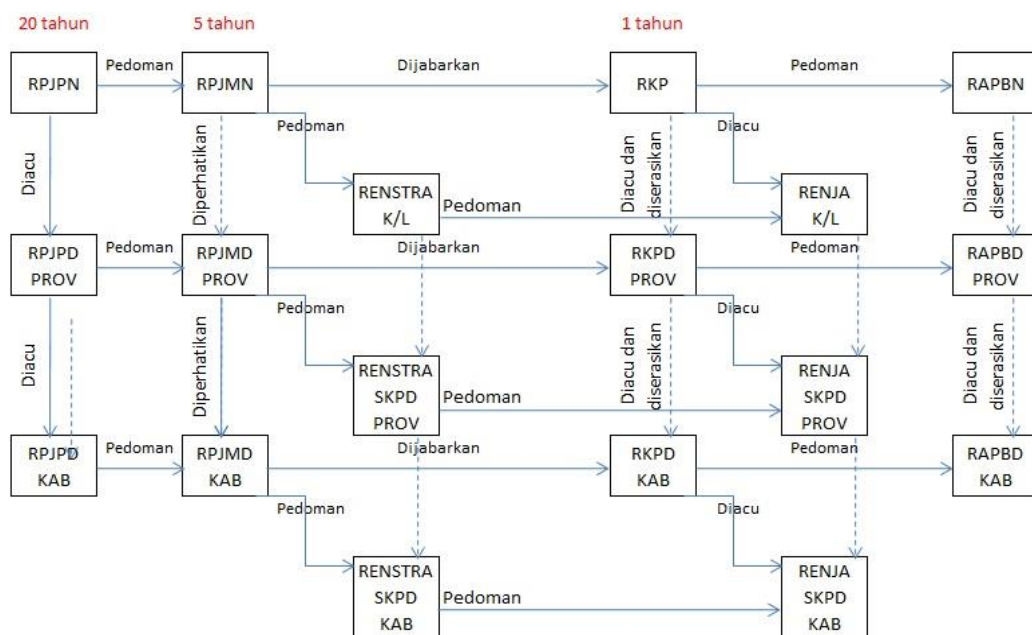 20 tahun
5 tahun
1 tahun
RPJPN
Pedoman
RPJMN
Dijabarkan
RKP
Pedoman
RAPBN
Diacu
Diperhatikan
Pedoman
Diacu dan
diserasikan
Diacu
Diacu dan
diserasikan
RENSTRA
K/L
Pedoman
RENJA
K/L
RPJPD
PROV
Pedoman
RPJMD
PROV
Dijabarkan
RKPD
PROV
Pedoman
RAPBD
PROV
Diacu
Diperhatikan
Pedoman
Diacu dan
diserasikan
Diacu
Diacu dan
diserasikan
RENSTRA
SKPD
PROV
Pedoman
RENJA
SKPD
PROV
RPJPD
KAB
Pedoman
RPJMD
KAB
Dijabarkan
RKPD
KAB
Pedoman
RAPBD
KAB
Pedoman
Diacu
RENSTRA
SKPD
KAB
Pedoman
RENJA
SKPD
KAB